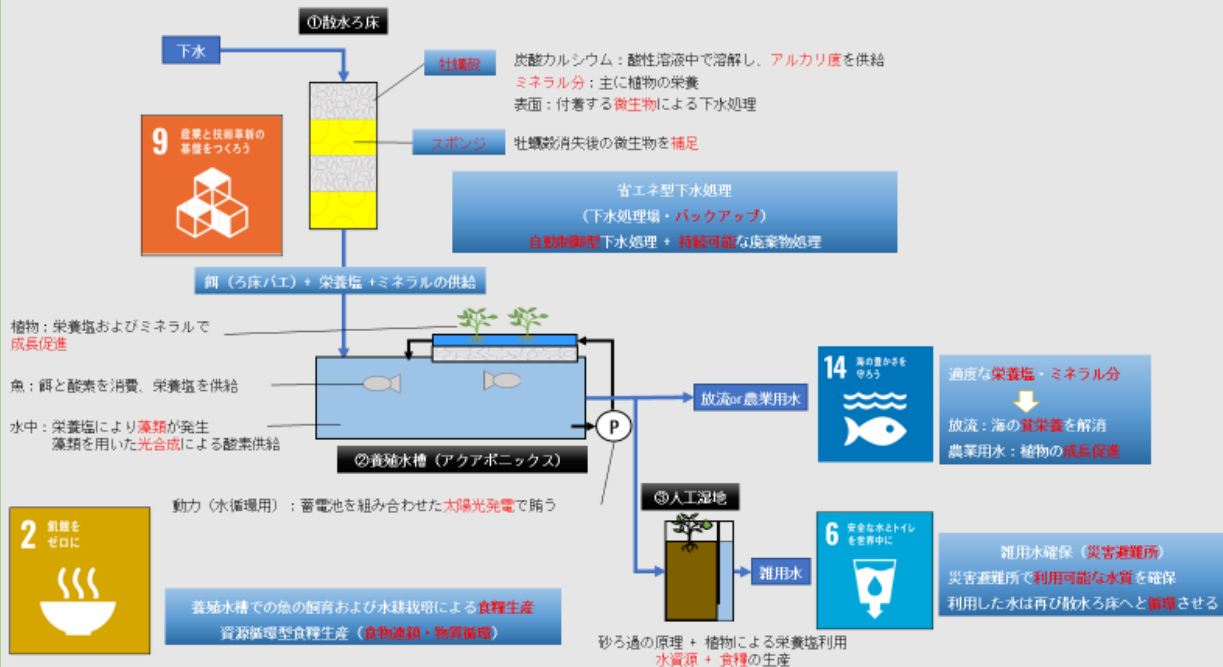 ①散水ろ床
下水
牡蠣殻
炭酸カルシウム：酸性溶液中で溶解し、アルカリ度を供給
ミネラル分：主に植物の栄養
表面：付着する微生物による下水処理
スポンジ
牡蠣殻消失後の微生物を補足
9 産業と技術革新の
基盤をつくろう
省エネ型下水処理
（下水処理場・バックアップ）
自動制御型下水処理 + 持続可能な廃棄物処理
餌（ろ床バエ）+ 栄養塩 +ミネラルの供給
植物：栄養塩およびミネラルで
成長促進
魚：餌と酸素を消費、栄養塩を供給
水中：栄養塩により藻類が発生
藻類を用いた光合成による酸素供給
P
②養殖水槽（アクアポニックス）
放流or農業用水
14 海の豊かさを
守ろう
適度な栄養塩・ミネラル分
放流：海の貧栄養を解消
農業用水：植物の成長促進
動力（水循環用）：蓄電池を組み合わせた太陽光発電で賄う
③人工湿地
2 飢餓を
ゼロに
養殖水槽での魚の飼育および水耕栽培による食糧生産
資源循環型食糧生産（食物連鎖・物質循環）
雑用水
6 安全な水とトイレ
を世界中に
雑用水確保（災害避難所）
災害避難所で利用可能な水質を確保
利用した水は再び散水ろ床へと循環させる
砂ろ過の原理 + 植物による栄養塩利用
水資源 + 食糧の生産